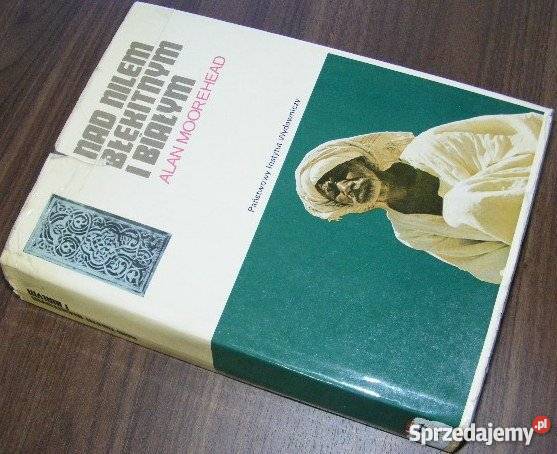 NAD NILEM
BŁĘKITNYM
I BIAŁYM
ALAN MOOREHEAD
Państwowy Instytut Wydawniczy
Sprzedajemy.pl